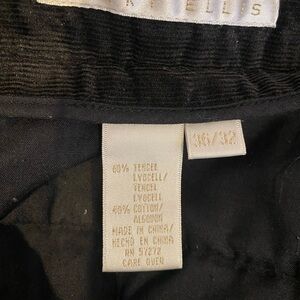 ELLIS
36/32
60% TENCEL
LYOCELL/
TENCEL
LYOCELL
40% COTTON/
ALGODON
MADE IN CHINA/
HECHO EN CHINA
RN 57272
CARE OVER